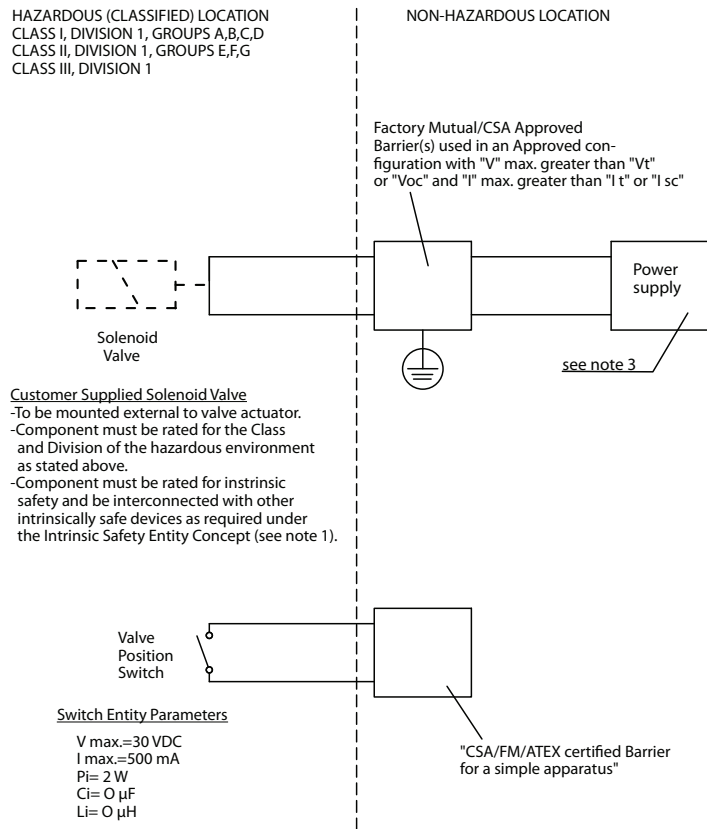 HAZARDOUS (CLASSIFIED) LOCATION
CLASS I, DIVISION 1, GROUPS A,B,C,D
CLASS II, DIVISION 1, GROUPS E,F,G
CLASS III, DIVISION 1
NON-HAZARDOUS LOCATION
Factory Mutual/CSA Approved
Barrier(s) used in an Approved con-
figuration with "V" max. greater than "Vt"
or "Voc" and "I" max. greater than "I t" or "I sc"
Power
supply
see note 3
Solenoid
Valve
Customer Supplied Solenoid Valve
-To be mounted external to valve actuator.
-Component must be rated for the Class
and Division of the hazardous environment
as stated above.
-Component must be rated for instrinsic
safety and be interconnected with other
intrinsically safe devices as required under
the Intrinsic Safety Entity Concept (see note 1).
Valve
Position
Switch
Switch Entity Parameters
V max.=30 VDC
I max.=500 mA
Pi= 2 W
Ci= O µF
Li= O µH
"CSA/FM/ATEX certified Barrier
for a simple apparatus"